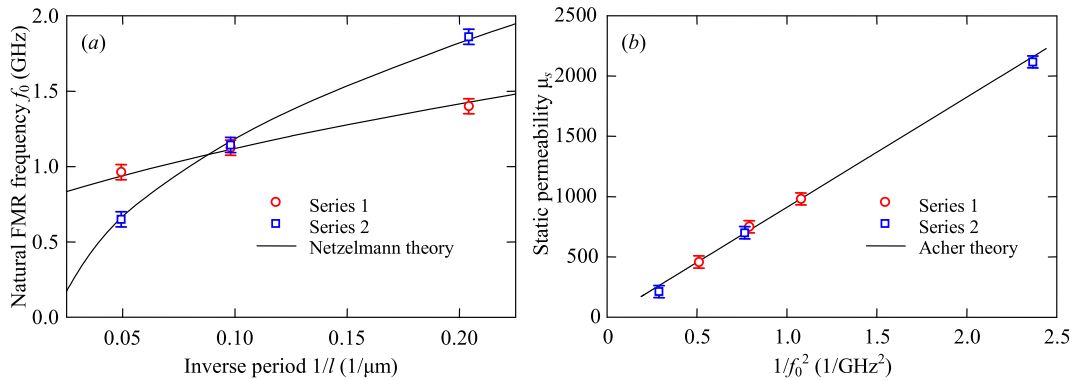 (a)
Natural FMR frequency f₀ (GHz)
2.0
1.5
1.0
0.5
0.0
0.05
0.10
0.15
0.20
Inverse period 1/l (1/μm)
Series 1
Series 2
Netzelmann theory
(b)
Static permeability μₛ
2500
2000
2500
1000
500
0
0
0.5
1.0
1.5
2.0
2.5
1/f₀² (1/GHz²)
Series 1
Series 2
Acher theory